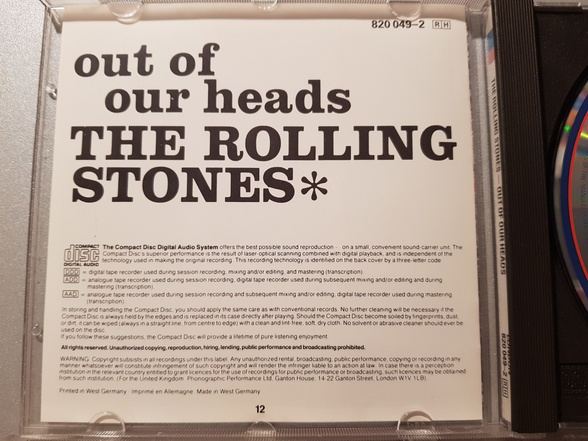 820 049-2 RH
out of
our heads
THE ROLLING
STONES*
COMPACT
disc
DIGITAL AUDIO
The Compact Disc Digital Audio System offers the best possible sound reproduction - on a small, convenient sound-carrier unit. The
Compact Disc's superior performance is the result of laser optical scanning combined with digital playback, and is independent of the
technology used in making the original recording. This recording technology is identified on the back cover by a three-letter code:
DDD = digital tape recorder used during session recording, mixing and/or editing, and mastering (transcription).
ADD = analogue tape recorder used during session recording, digital tape recorder used during subsequent mixing and/or editing and during
mastering (transcription).
AAD = analogue tape recorder used during session recording and subsequent mixing and/or editing, digital tape recorder used during mastering
(transcription).
In storing and handling the Compact Disc, you should apply the same care as with conventional records. No further cleaning will be necessary if the
Compact Disc is always held by the edges and is replaced in its case directly after playing. Should the Compact Disc become soiled by fingerprints, dust
or dirt, it can be wiped (always in a straight line, from centre to edge) with a clean and lint-free, soft, dry cloth. No solvent or abrasive cleaner should ever be
used on the disc.
If you follow these suggestions, the Compact Disc will provide a lifetime of pure listening enjoyment.
All rights reserved. Unauthorized copying, reproduction, hiring, lending, public performance and broadcasting prohibited.
WARNING: Copyright subsists in all recordings under this label. Any unauthorized rental, broadcasting, public performance, copying or recording in any
manner whatsoever will constitute infringement of such copyright and will render the infringer liable to an action at law. In case there is a perception
institution in the relevant country entitled to grant licences for the use of recordings for public performance or broadcasting, such licences may be obtained
from such institution. (For the United Kingdom: Phonographic Performance Ltd, Ganton House, 14-22 Ganton Street, London W1V 1LB).
Printed in West Germany Imprimé en Allemagne Made in West Germany
12
THE ROLLING STONES — OUT OF OUR HEADS
820 049-2